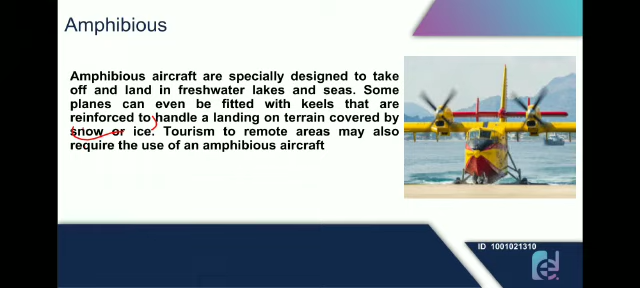 Amphibious
Amphibious aircraft are specially designed to take
off and land in freshwater lakes and seas. Some
planes can even be fitted with keels that are
reinforced to handle a landing on terrain covered by
snow or ice. Tourism to remote areas may also
require the use of an amphibious aircraft
ID 1001021310